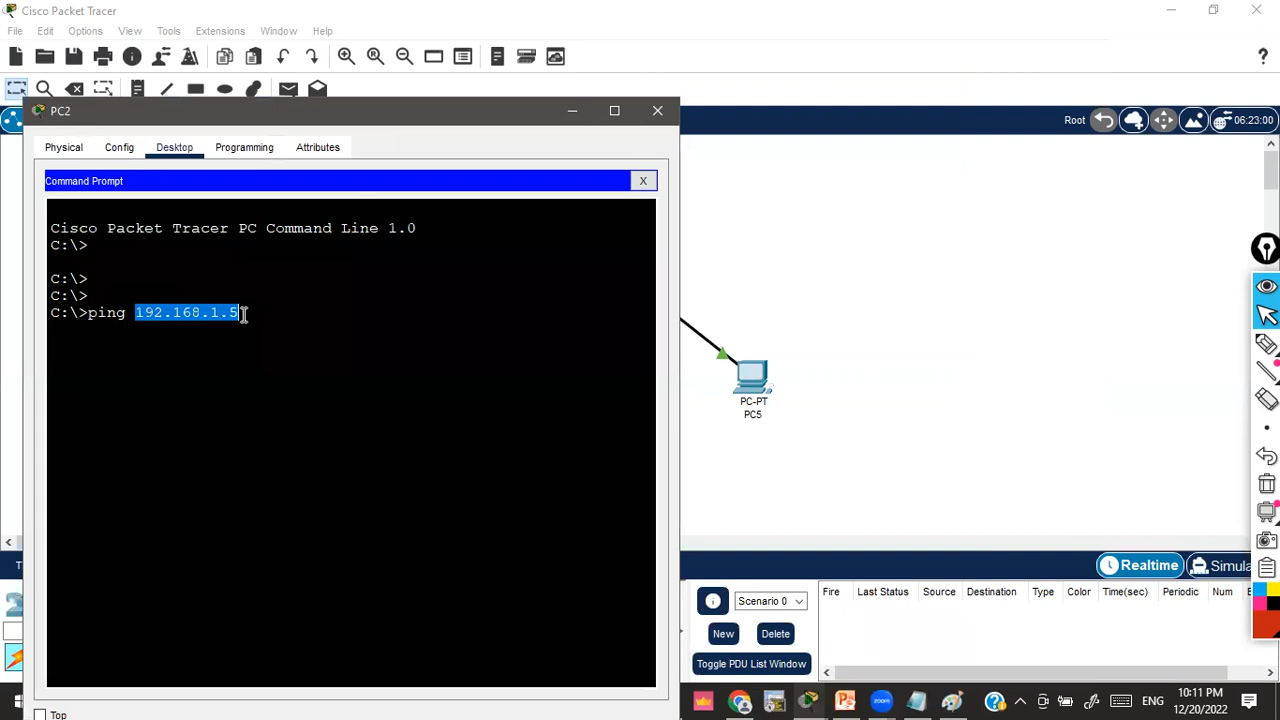 Cisco Packet Tracer
File Edit Options View Tools Extensions Window Help
PC2
Root
06:23:00
Physical Config Desktop Programming Attributes
Command Prompt
X
Cisco Packet Tracer PC Command Line 1.0
C:\>
C:\>
C:\>
C:\>ping 192.168.1.5
PC-PT
PC5
Realtime
Simula
Scenario 0
Fire Last Status Source Destination Type Color Time(sec) Periodic Num
New
Delete
Toggle PDU List Window
ENG
10:11 PM
12/20/2022
zoom
Top